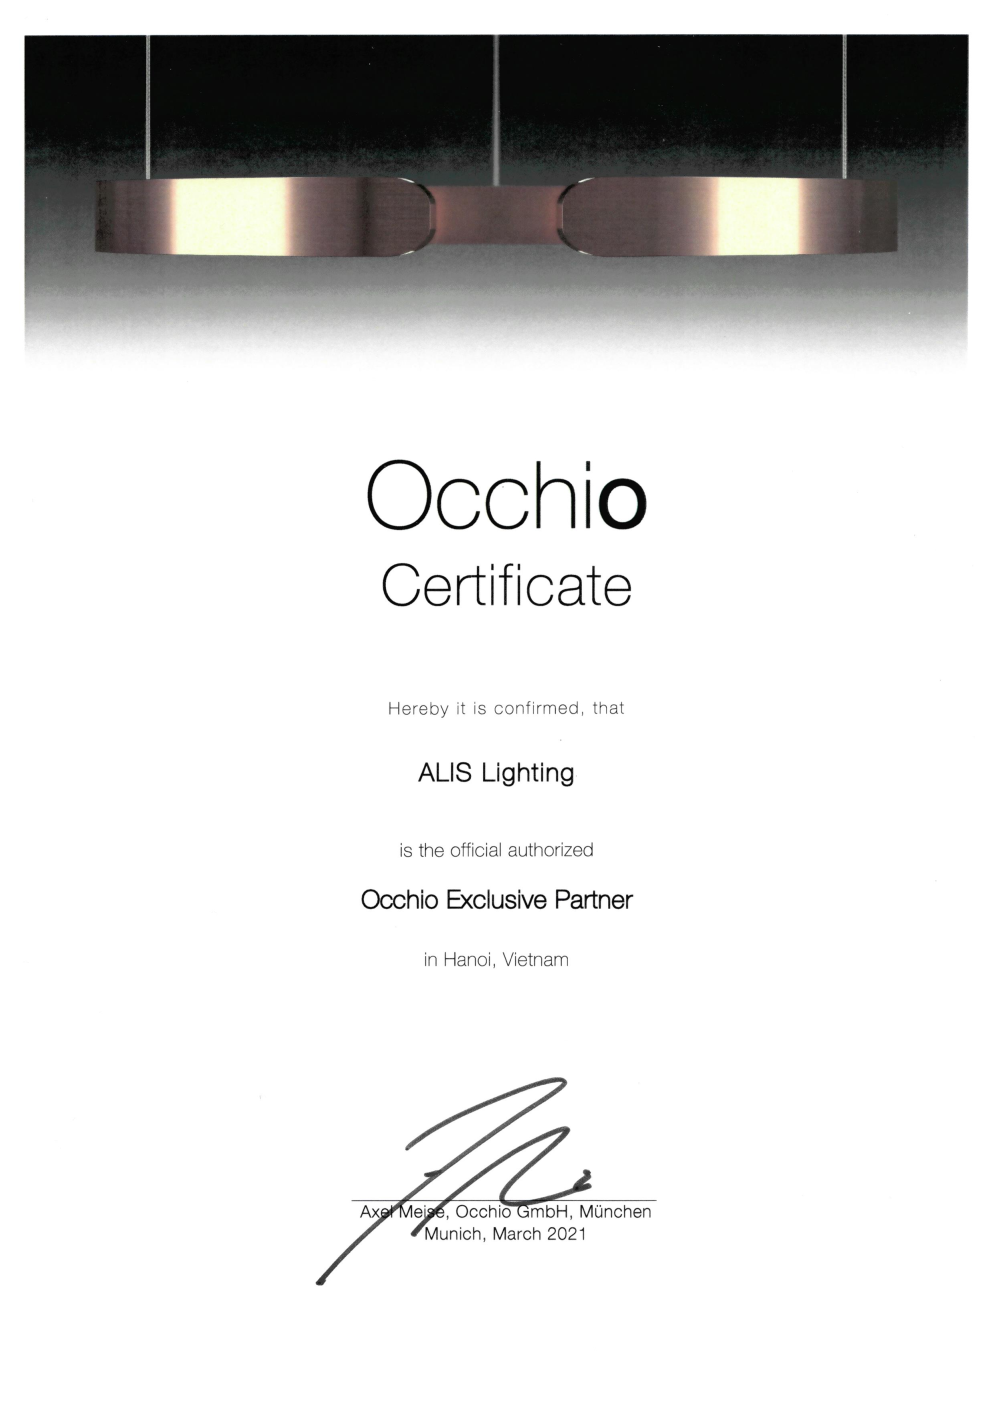 Occhio
Certificate
Hereby it is confirmed, that
ALIS Lighting
is the official authorized
Occhio Exclusive Partner
in Hanoi, Vietnam
Axel Meise, Occhio GmbH, München
Munich, March 2021